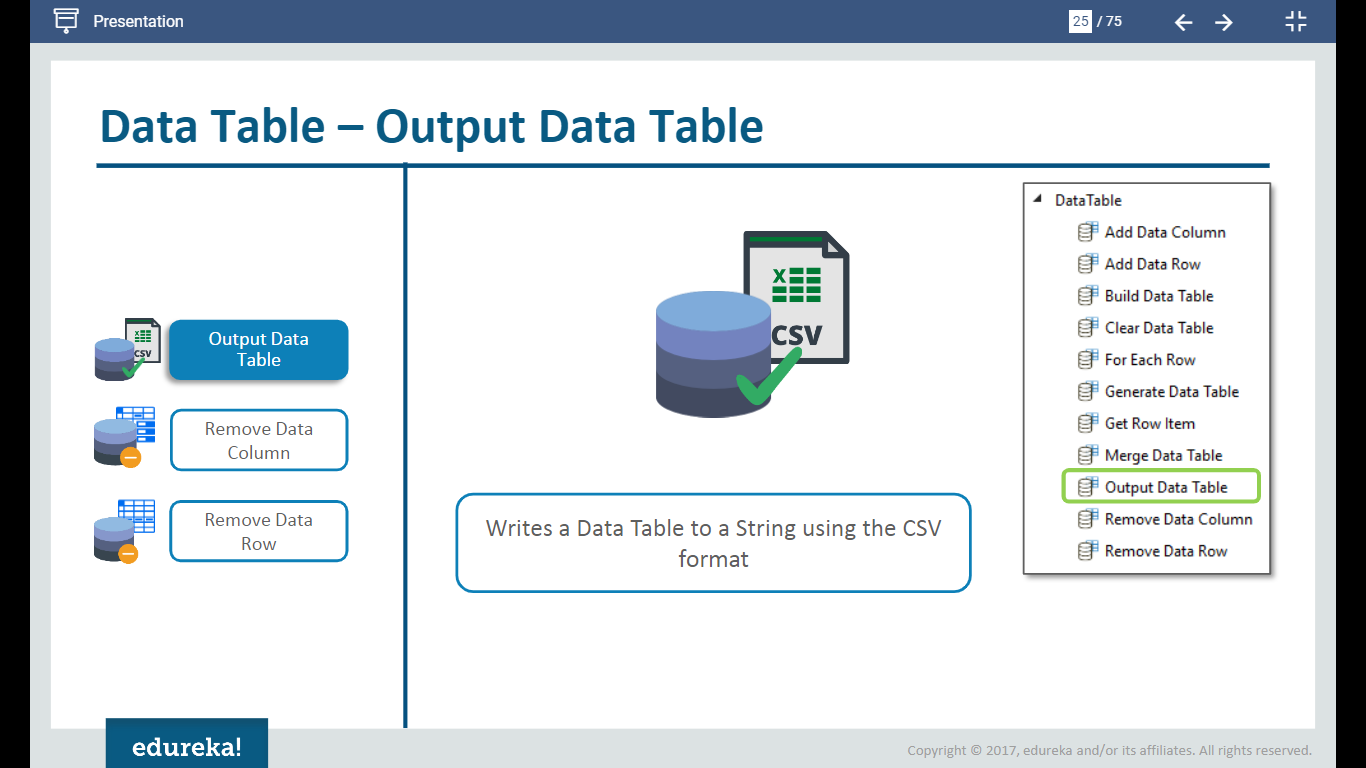 Presentation
25 / 75
Data Table – Output Data Table
CSV
Output Data
Table
Remove Data
Column
Remove Data
Row
X
CSV
Writes a Data Table to a String using the CSV
format
DataTable
Add Data Column
Add Data Row
Build Data Table
Clear Data Table
For Each Row
Generate Data Table
Get Row Item
Merge Data Table
Output Data Table
Remove Data Column
Remove Data Row
edureka!
Copyright © 2017, edureka and/or its affiliates. All rights reserved.